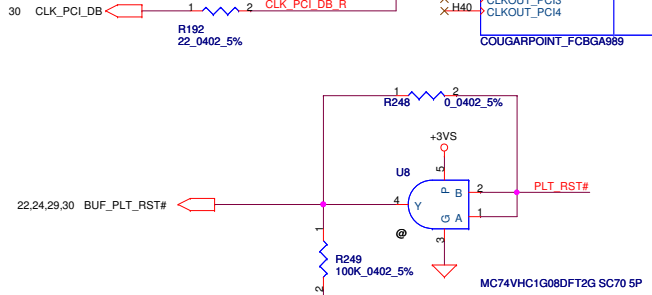 30 CLK_PCI_DB 1 2 CLK_PCI_DB_R
R192
22_0402_5%
CLKOUT_PCI3
H40 CLKOUT_PCI4
COUGARPOINT_FCBGA989
1 2
R248 0_0402_5%
+3VS
U8
5
P B 2 PLT_RST#
22,24,29,30 BUF_PLT_RST# 4 Y
G A 1
@
3
1
R249
100K_0402_5%
2
MC74VHC1G08DFT2G SC70 5P